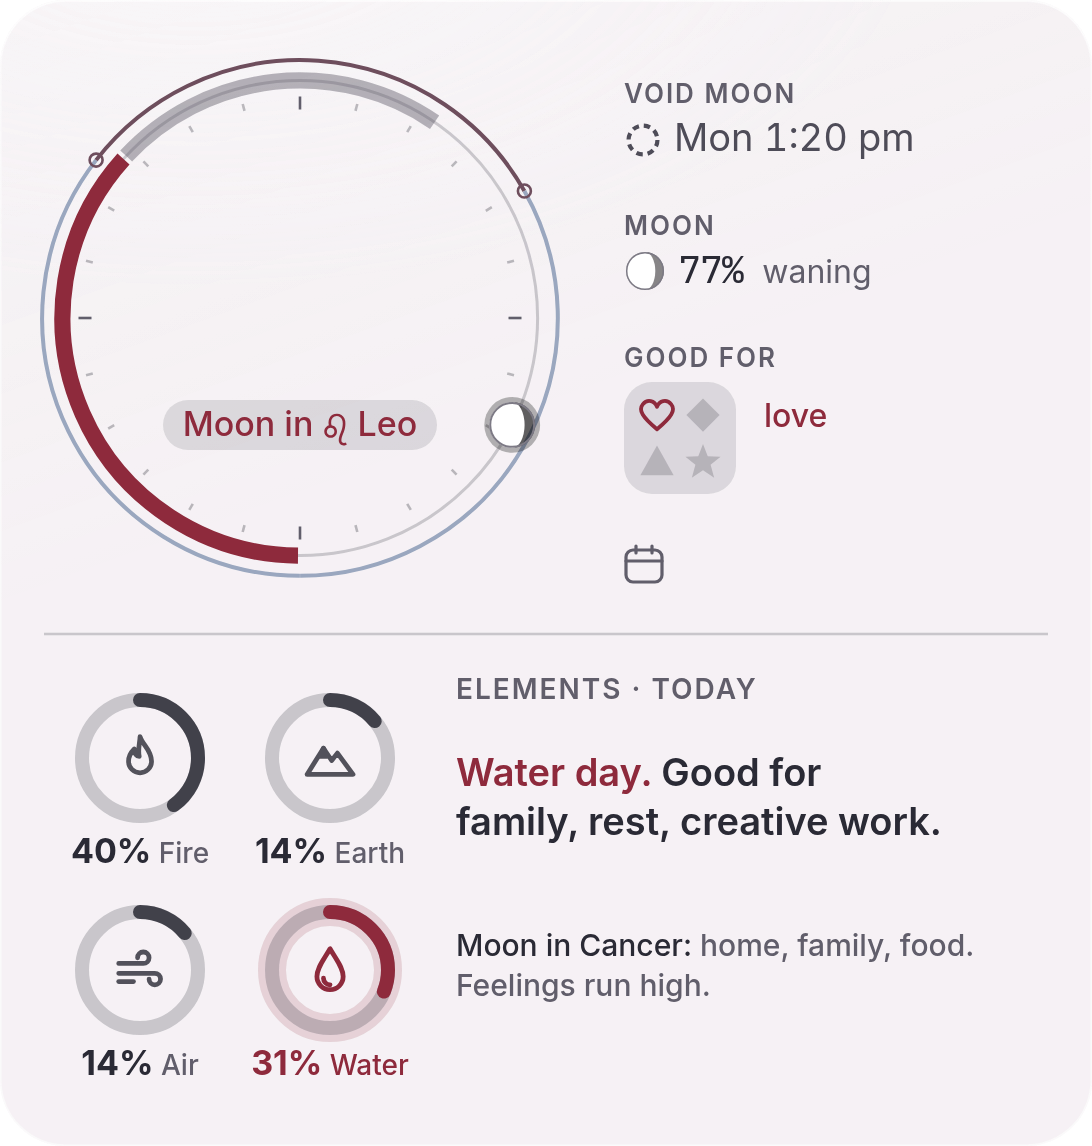 VOID MOON
Mon 1:20 pm
MOON
77% waning
GOOD FOR
love
Moon in ♌ Leo
ELEMENTS · TODAY
Water day. Good for
family, rest, creative work.
Moon in Cancer: home, family, food.
Feelings run high.
40% Fire
14% Earth
14% Air
31% Water